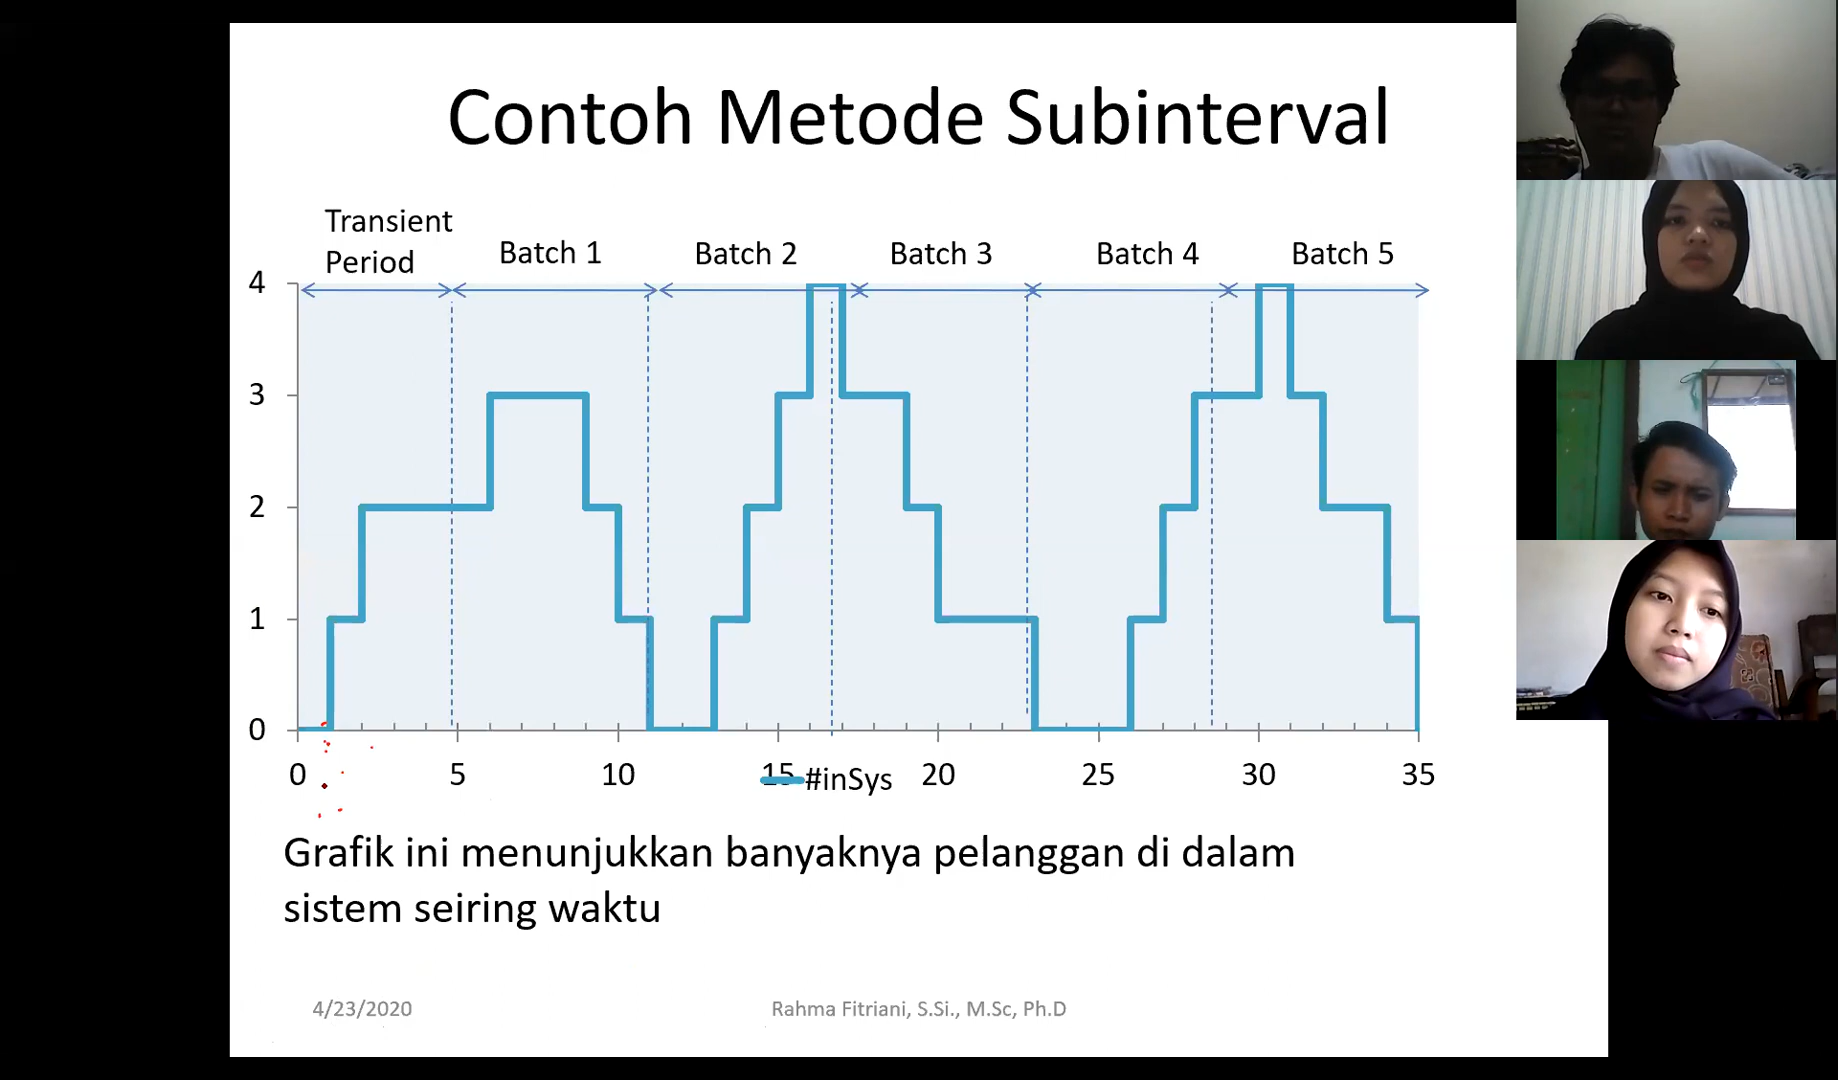 Contoh Metode Subinterval
Transient
Period
Batch 1
Batch 2
Batch 3
Batch 4
Batch 5
4
3
2
1
0
0 5 10 15 20 25 30 35
#inSys
Grafik ini menunjukkan banyaknya pelanggan di dalam
sistem seiring waktu
4/23/2020
Rahma Fitriani, S.Si., M.Sc, Ph.D